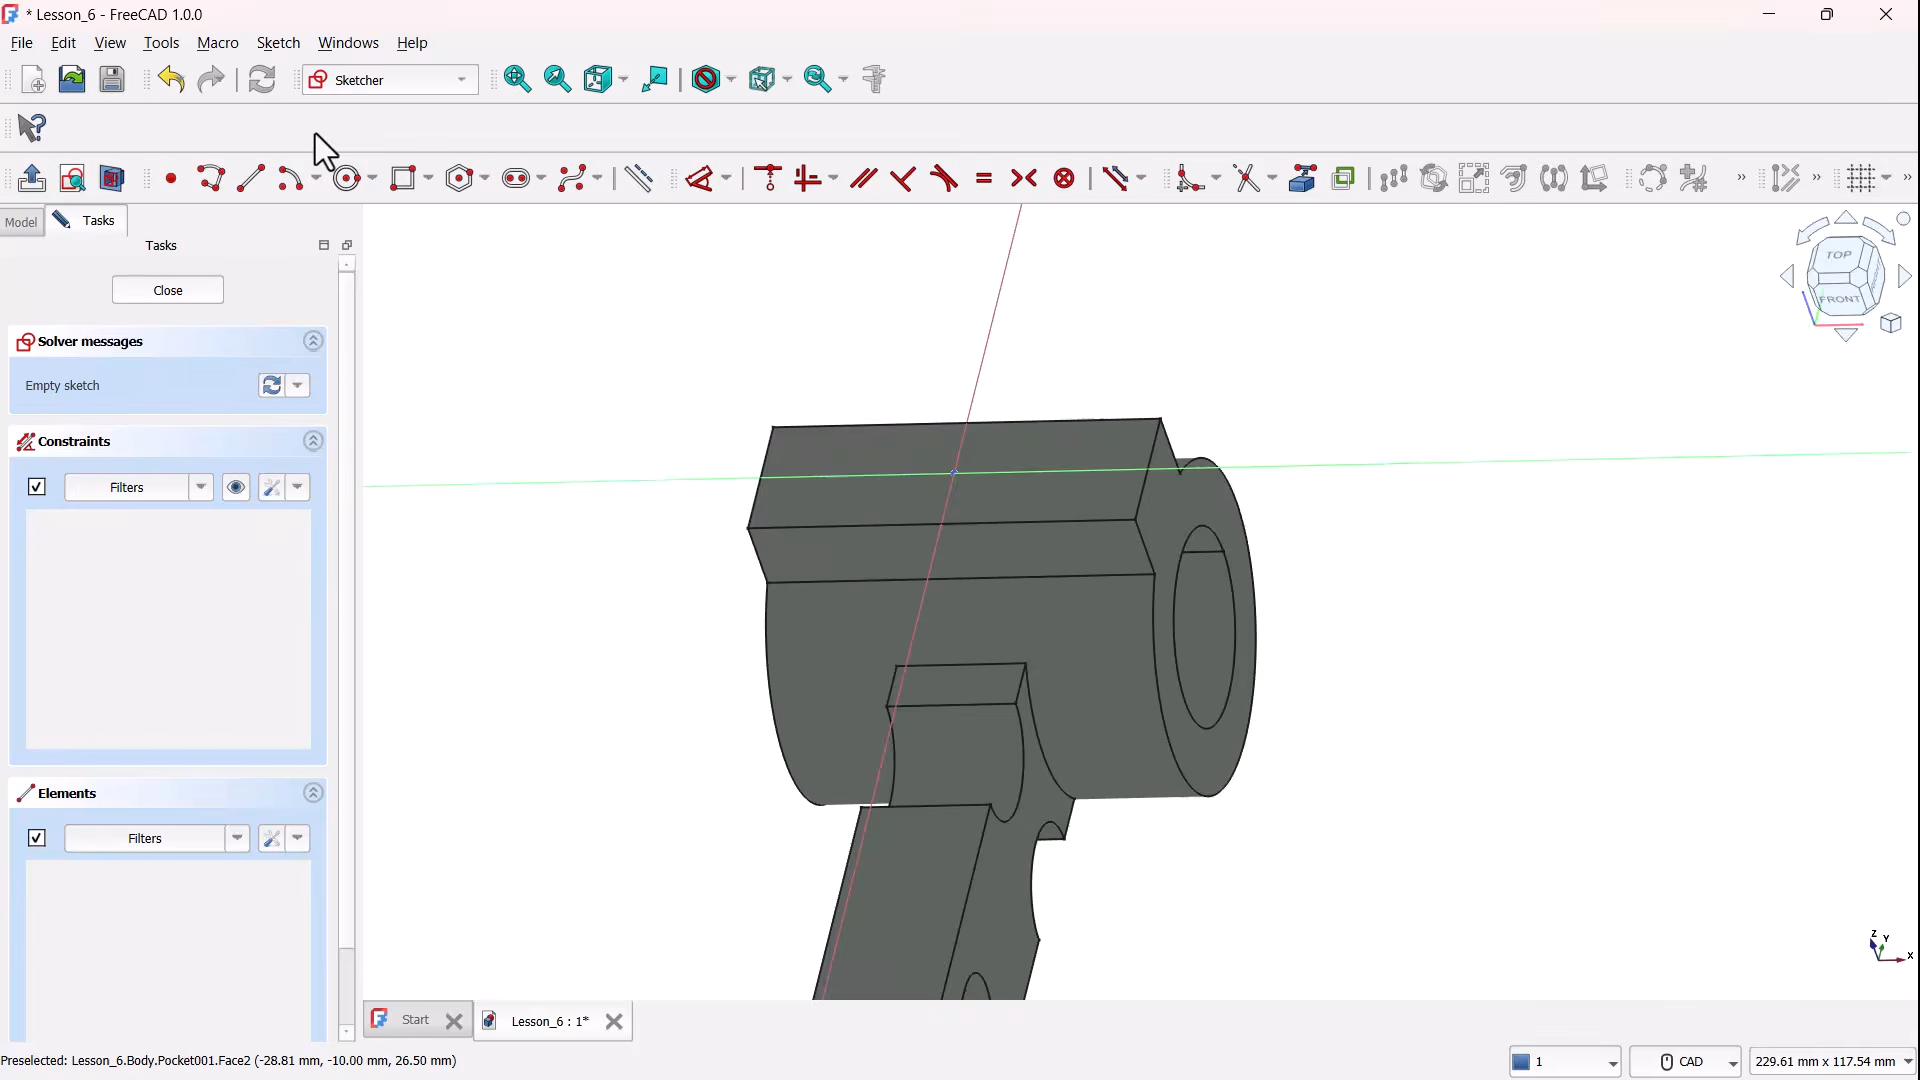 * Lesson_6 - FreeCAD 1.0.0
File Edit View Tools Macro Sketch Windows Help
Sketcher
Model Tasks
Tasks
Close
Solver messages
Empty sketch
Constraints
Filters
Elements
Filters
TOP
FRONT
Z
Y
X
Start
Lesson_6 : 1*
Preselected: Lesson_6.Body.Pocket001.Face2 (-28.81 mm, -10.00 mm, 26.50 mm)
1
CAD
229.61 mm x 117.54 mm